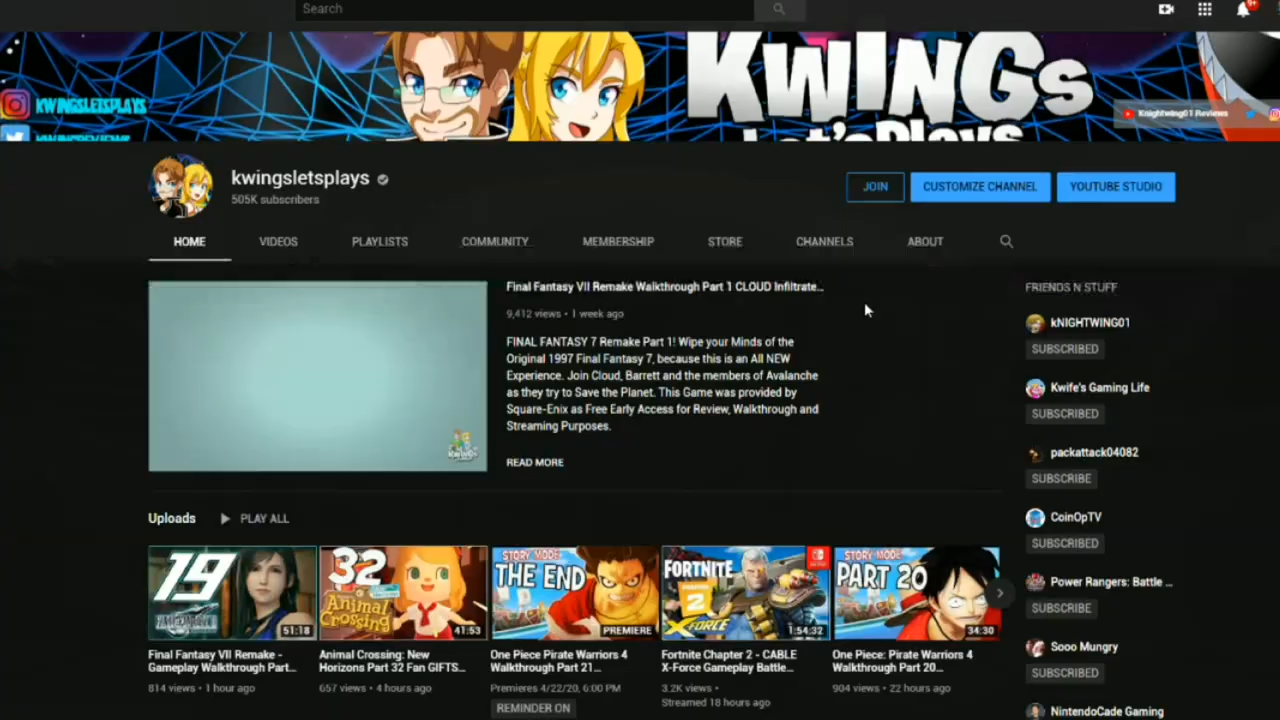 Search
9+
KWINGSLETSPLAYS
KWINGREVIEWS
KWINGs
Let'sPlays
Knightwing01 Reviews
kwingsletsplays
505K subscribers
JOIN
CUSTOMIZE CHANNEL
YOUTUBE STUDIO
HOME
VIDEOS
PLAYLISTS
COMMUNITY
MEMBERSHIP
STORE
CHANNELS
ABOUT
Final Fantasy VII Remake Walkthrough Part 1 CLOUD Infiltrate...
9,412 views • 1 week ago
FINAL FANTASY 7 Remake Part 1! Wipe your Minds of the
Original 1997 Final Fantasy 7, because this is an All NEW
Experience. Join Cloud, Barrett and the members of Avalanche
as they try to Save the Planet. This Game was provided by
Square-Enix as Free Early Access for Review, Walkthrough and
Streaming Purposes.
READ MORE
KWINGS
FRIENDS N STUFF
kNIGHTWING01
SUBSCRIBED
Kwife's Gaming Life
SUBSCRIBED
packattack04082
SUBSCRIBE
CoinOpTV
SUBSCRIBED
Power Rangers: Battle ...
SUBSCRIBE
Sooo Mungry
SUBSCRIBED
NintendoCade Gaming
Uploads
PLAY ALL
19
51:18
Final Fantasy VII Remake -
Gameplay Walkthrough Part...
814 views • 1 hour ago
32
Animal
Crossing
41:53
Animal Crossing: New
Horizons Part 32 Fan GIFTS...
657 views • 4 hours ago
STORY MODE
THE END
PREMIERE
One Piece Pirate Warriors 4
Walkthrough Part 21...
Premieres 4/22/20, 6:00 PM
REMINDER ON
FORTNITE
2
X-FORCE
1:54:32
Fortnite Chapter 2 - CABLE
X-Force Gameplay Battle...
3.2K views •
Streamed 18 hours ago
STORY MODE
PART 20
34:30
One Piece: Pirate Warriors 4
Walkthrough Part 20...
904 views • 22 hours ago